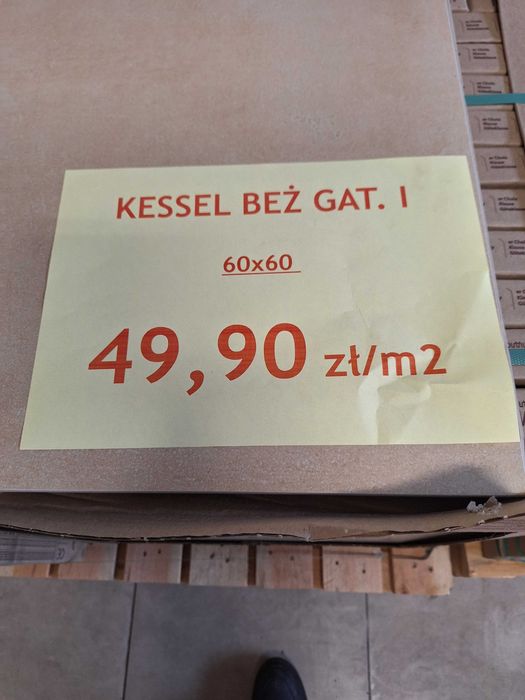 KESSEL BEŻ GAT. I
60x60
49,90 zł/m2